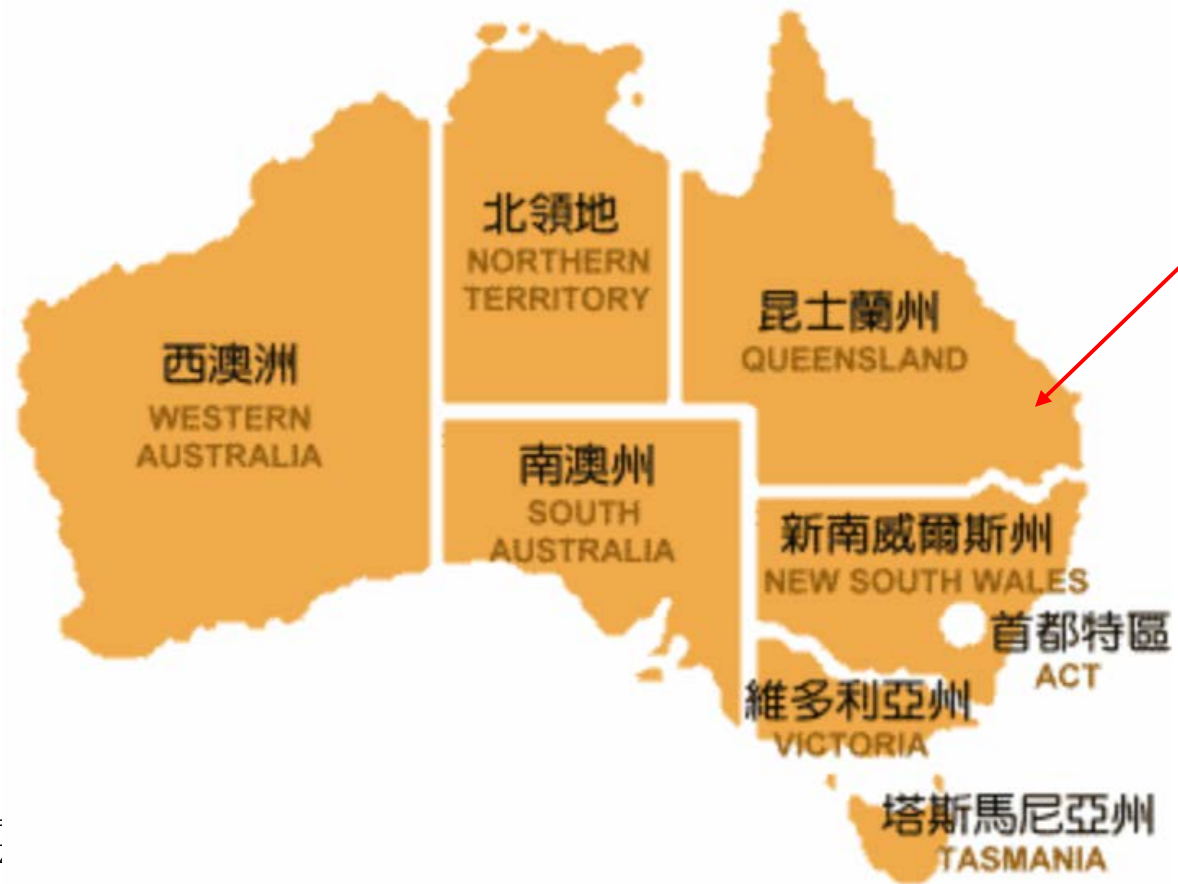 北領地
NORTHERN
TERRITORY
昆士蘭州
QUEENSLAND
西澳洲
WESTERN
AUSTRALIA
南澳州
SOUTH
AUSTRALIA
新南威爾斯州
NEW SOUTH WALES
首都特區
ACT
維多利亞州
VICTORIA
塔斯馬尼亞州
TASMANIA